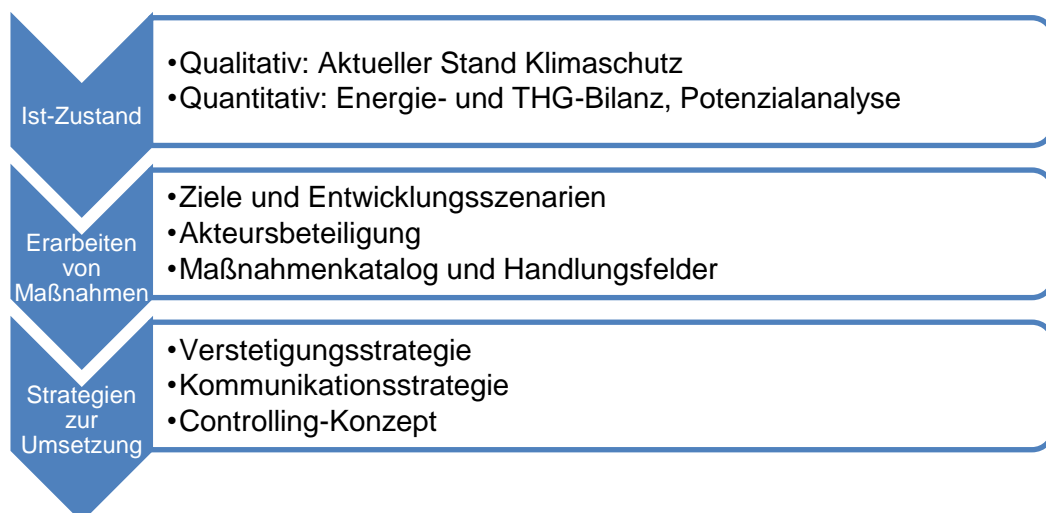 Ist-Zustand
•Qualitativ: Aktueller Stand Klimaschutz
•Quantitativ: Energie- und THG-Bilanz, Potenzialanalyse
Erarbeiten
von
Maßnahmen
•Ziele und Entwicklungsszenarien
•Akteursbeteiligung
•Maßnahmenkatalog und Handlungsfelder
Strategien
zur
Umsetzung
•Verstetigungsstrategie
•Kommunikationsstrategie
•Controlling-Konzept